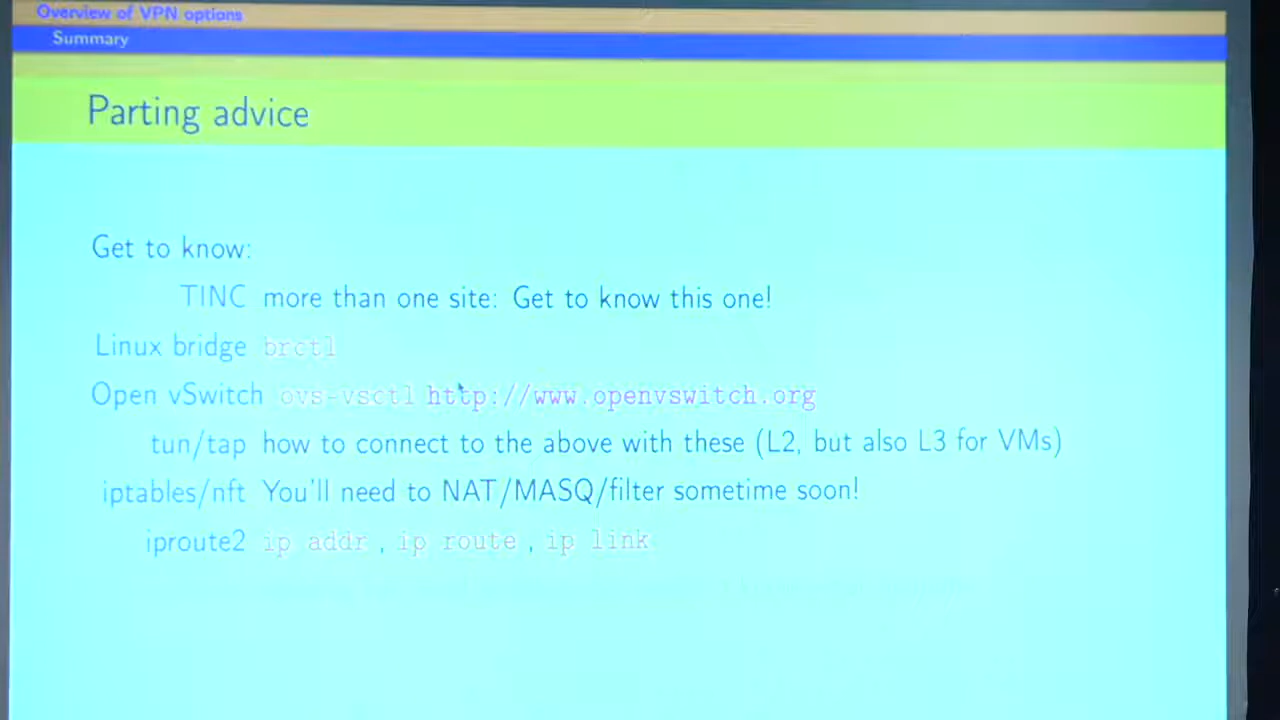 Overview of VPN options
Summary
Parting advice
Get to know:
TINC more than one site: Get to know this one!
Linux bridge brctl
Open vSwitch ovs-vsctl http://www.openvswitch.org
tun/tap how to connect to the above with these (L2, but also L3 for VMs)
iptables/nft You'll need to NAT/MASQ/filter sometime soon!
iproute2 ip addr , ip route , ip link